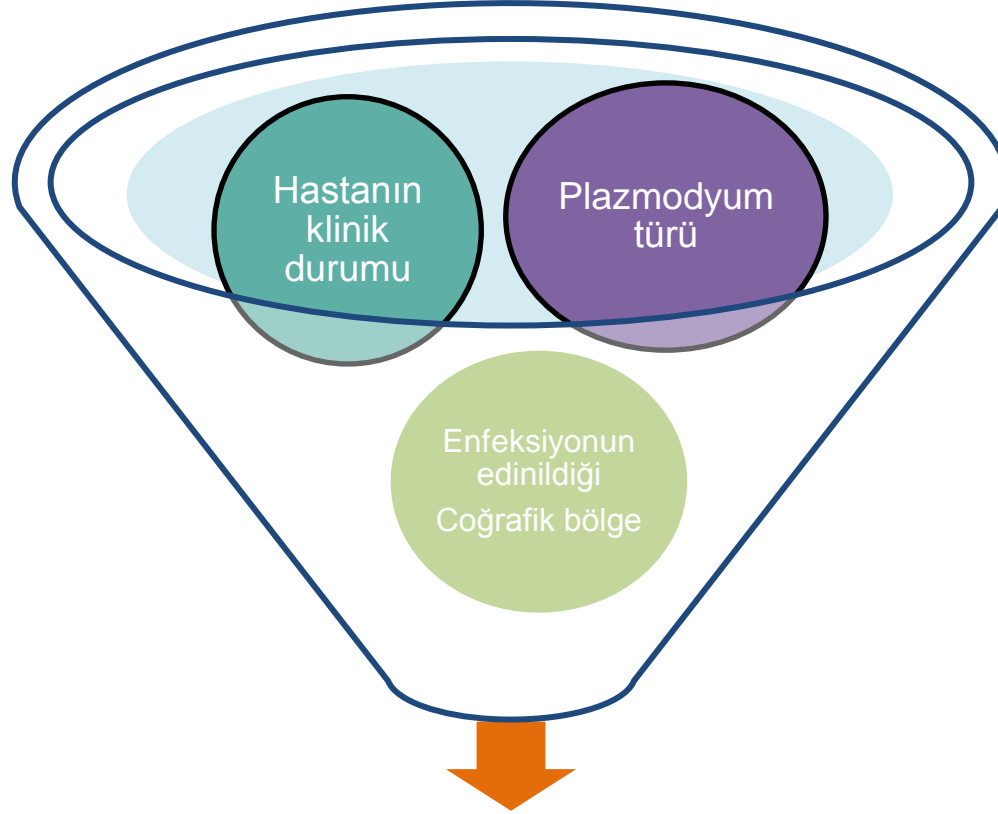 Hastanın
klinik
durumu
Plazmodyum
türü
Enfeksiyonun
edinildiği
Coğrafik bölge